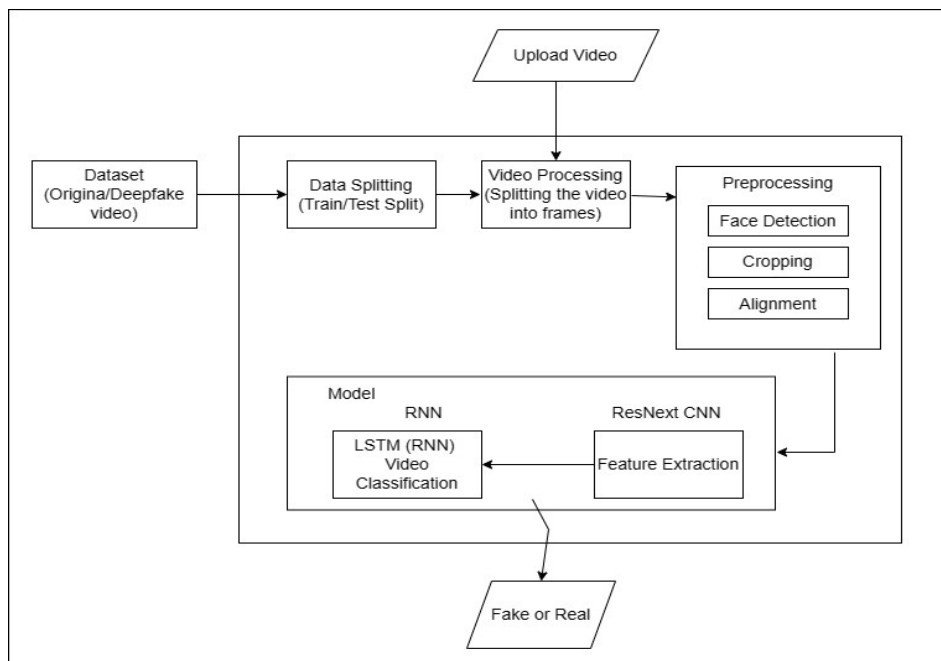 Upload Video
Dataset
(Origina/Deepfake
video)
Data Splitting
(Train/Test Split)
Video Processing
(Splitting the video
into frames)
Preprocessing
Face Detection
Cropping
Alignment
Model
RNN
ResNext CNN
LSTM (RNN)
Video
Classification
Feature Extraction
Fake or Real